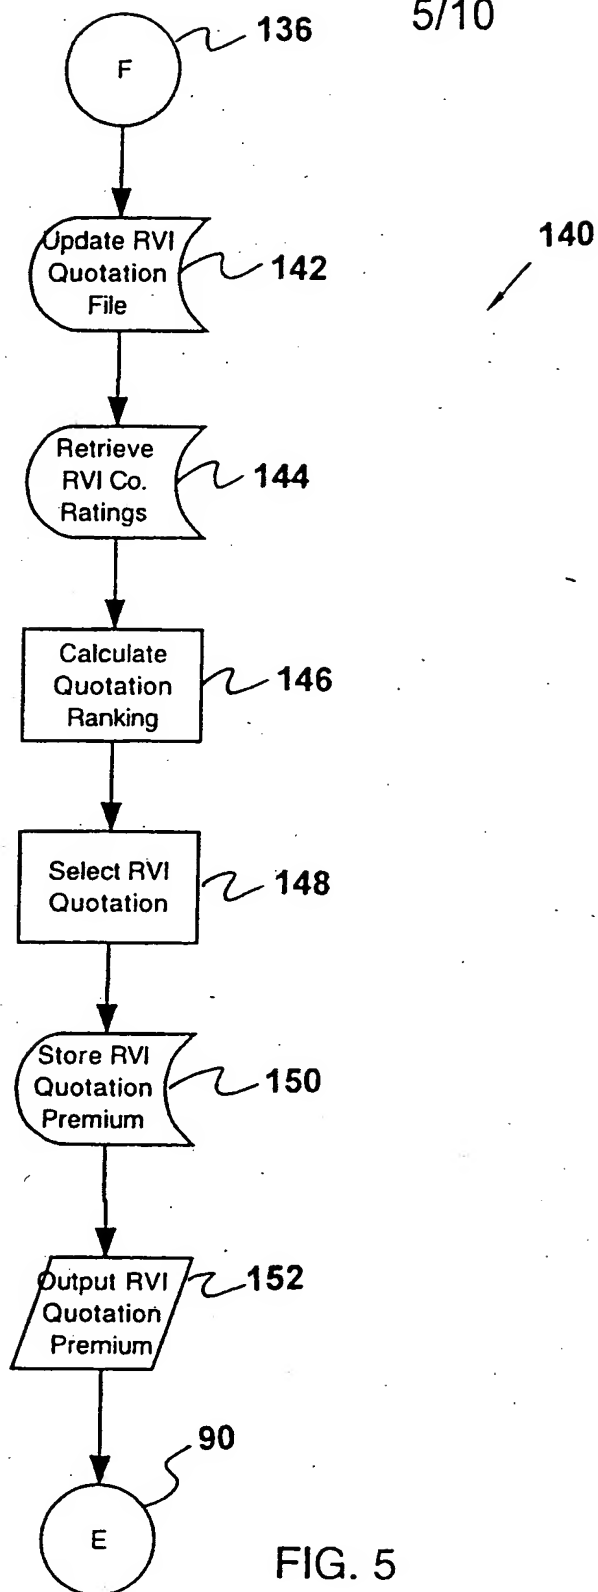 5/10
136
F
Update RVI
Quotation
File
142
140
Retrieve
RVI Co.
Ratings
144
Calculate
Quotation
Ranking
146
Select RVI
Quotation
148
Store RVI
Quotation
Premium
150
Output RVI
Quotation
Premium
152
90
E
FIG. 5